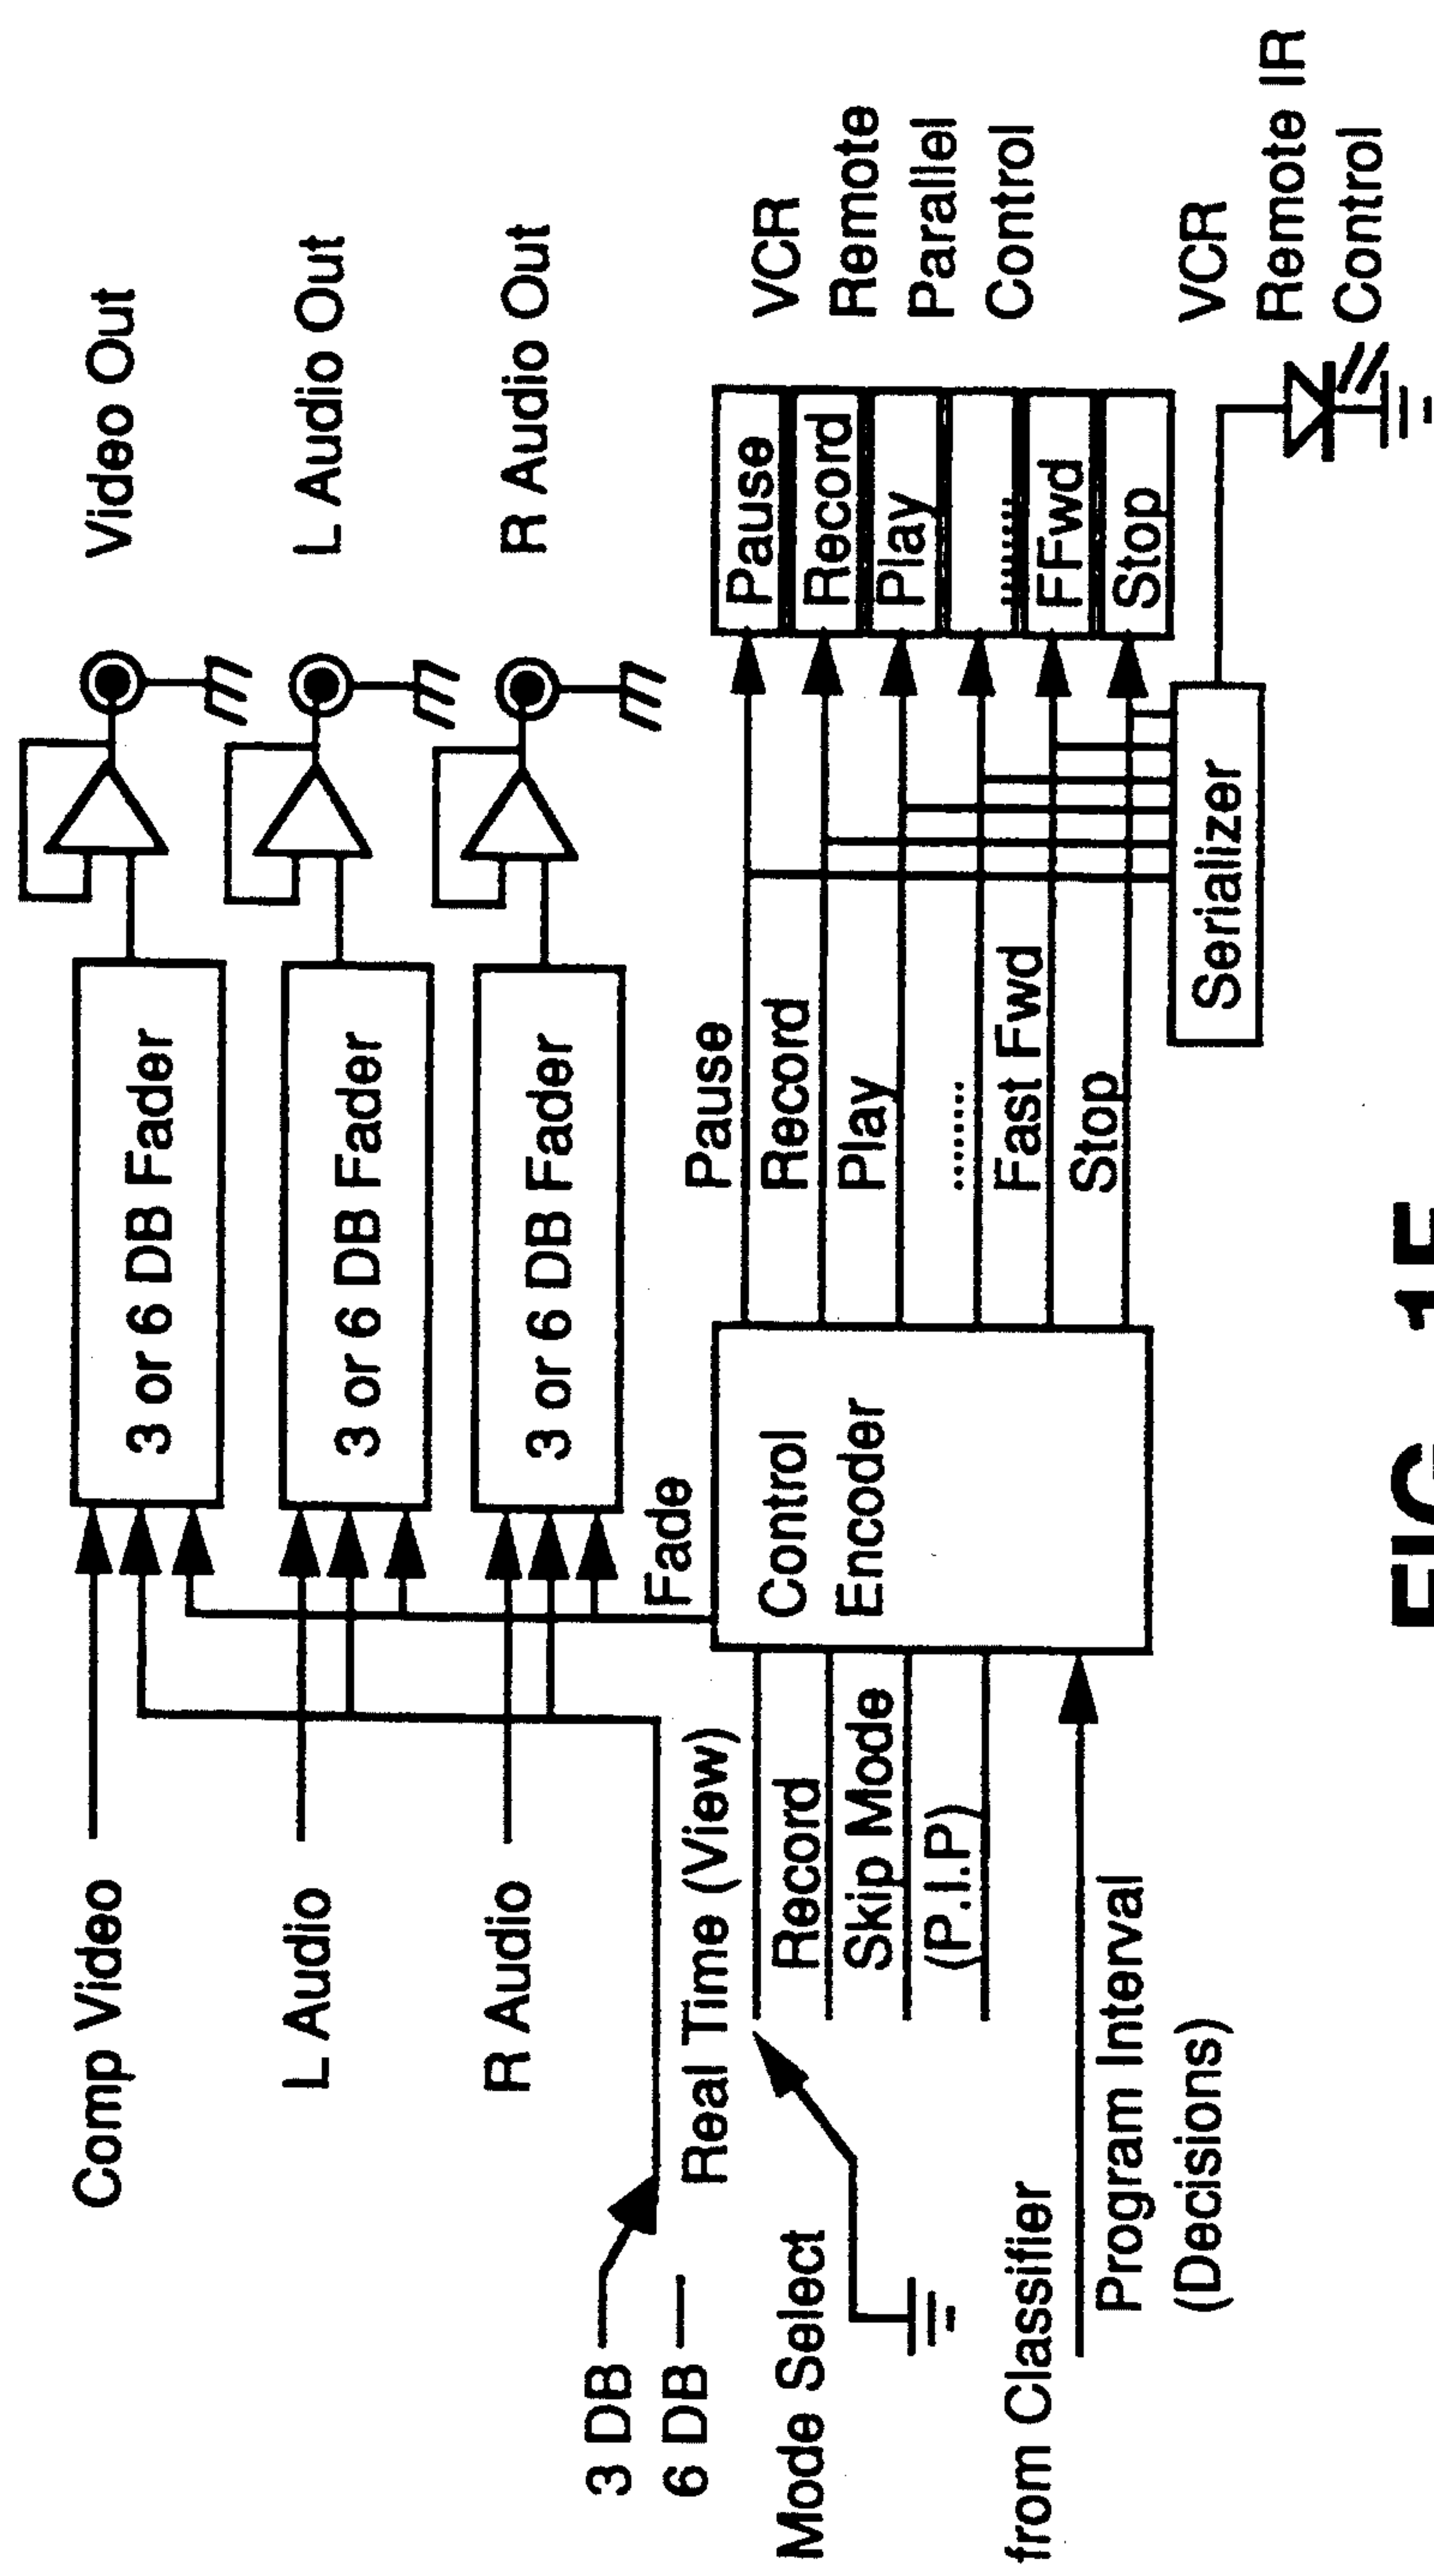 Comp Video
3 or 6 DB Fader
Video Out
L Audio
3 or 6 DB Fader
L Audio Out
R Audio
3 or 6 DB Fader
R Audio Out
3 DB
6 DB
Fade
Real Time (View)
Record
Skip Mode
(P.I.P)
Mode Select
from Classifier
Program Interval
(Decisions)
Control
Encoder
Pause
Record
Play
........
Fast Fwd
Stop
Pause
Record
Play
........
FFwd
Stop
VCR
Remote
Parallel
Control
Serializer
VCR
Remote IR
Control